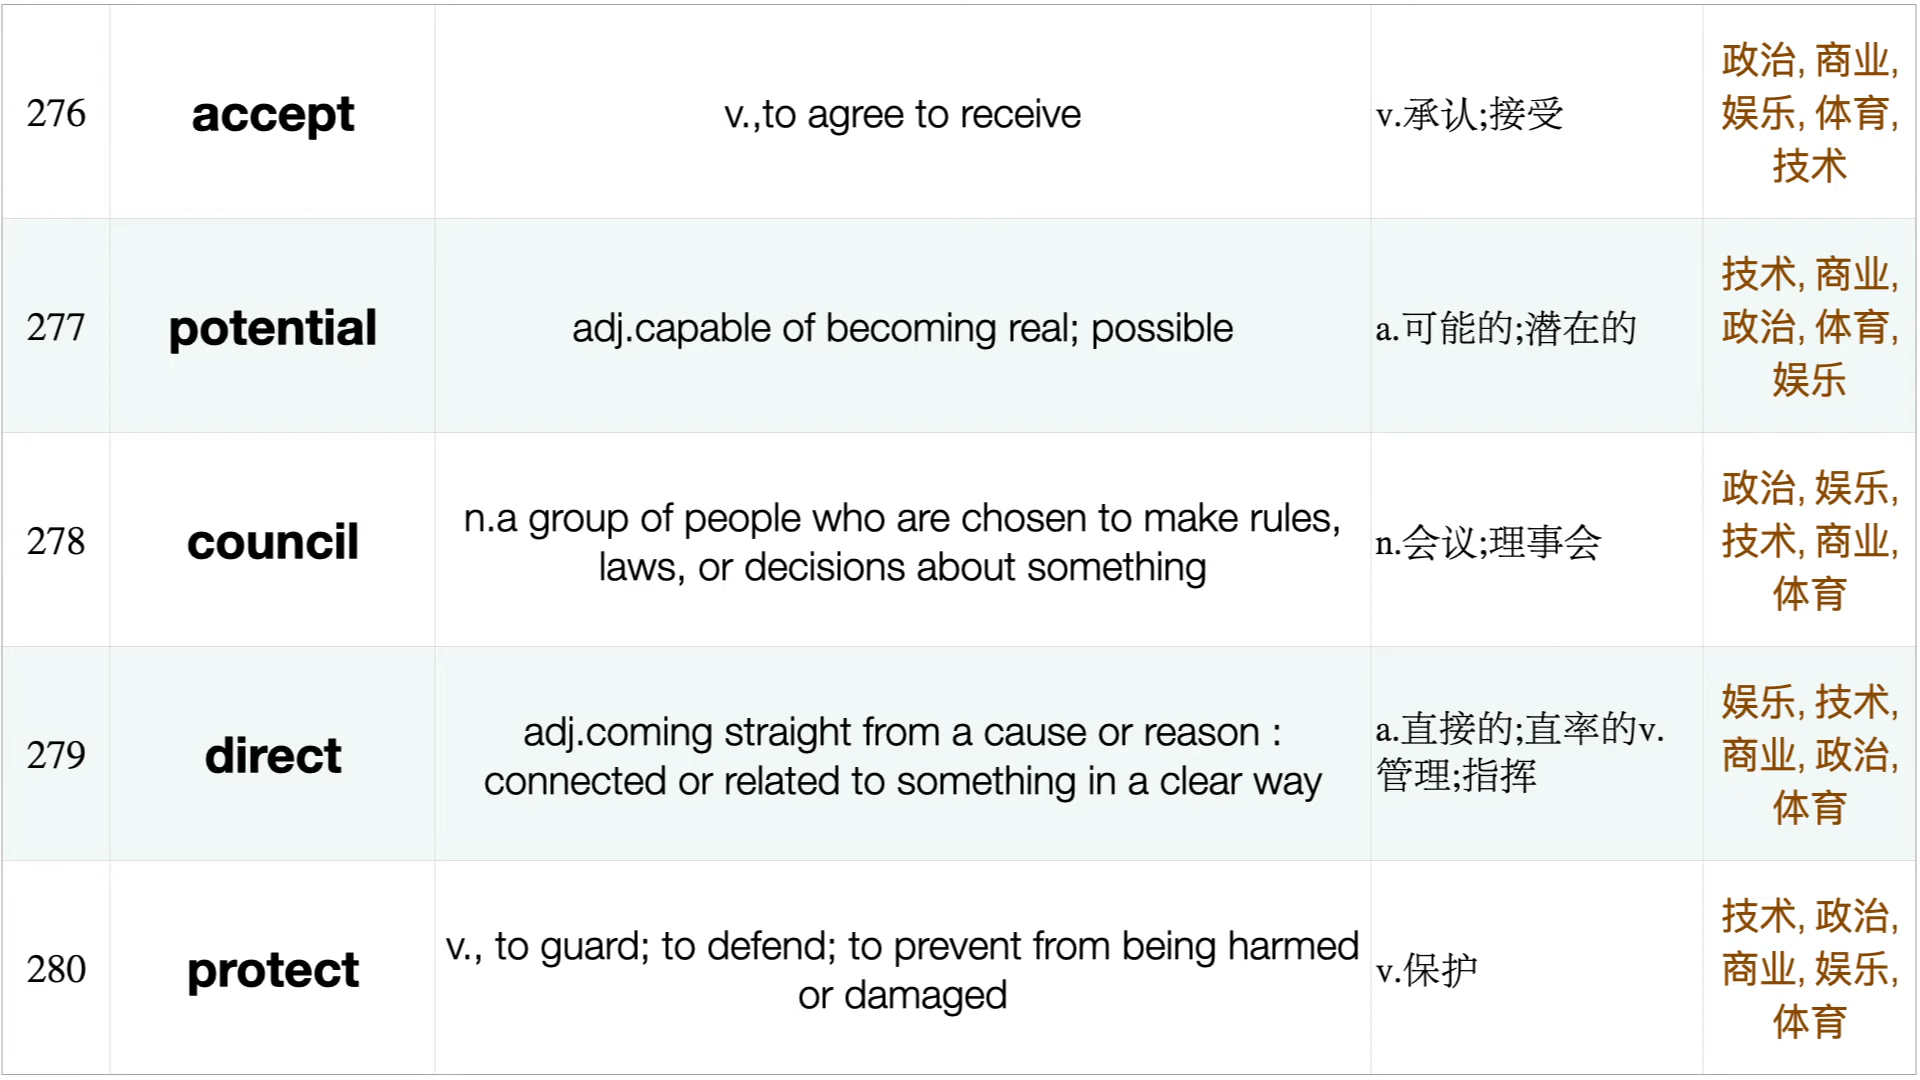 276
accept
v.,to agree to receive
v.承认;接受
政治, 商业,
娱乐, 体育,
技术
277
potential
adj.capable of becoming real; possible
a.可能的;潜在的
技术, 商业,
政治, 体育,
娱乐
278
council
n.a group of people who are chosen to make rules,
laws, or decisions about something
n.会议;理事会
政治, 娱乐,
技术, 商业,
体育
279
direct
adj.coming straight from a cause or reason :
connected or related to something in a clear way
a.直接的;直率的v.
管理;指挥
娱乐, 技术,
商业, 政治,
体育
280
protect
v., to guard; to defend; to prevent from being harmed
or damaged
v.保护
技术, 政治,
商业, 娱乐,
体育